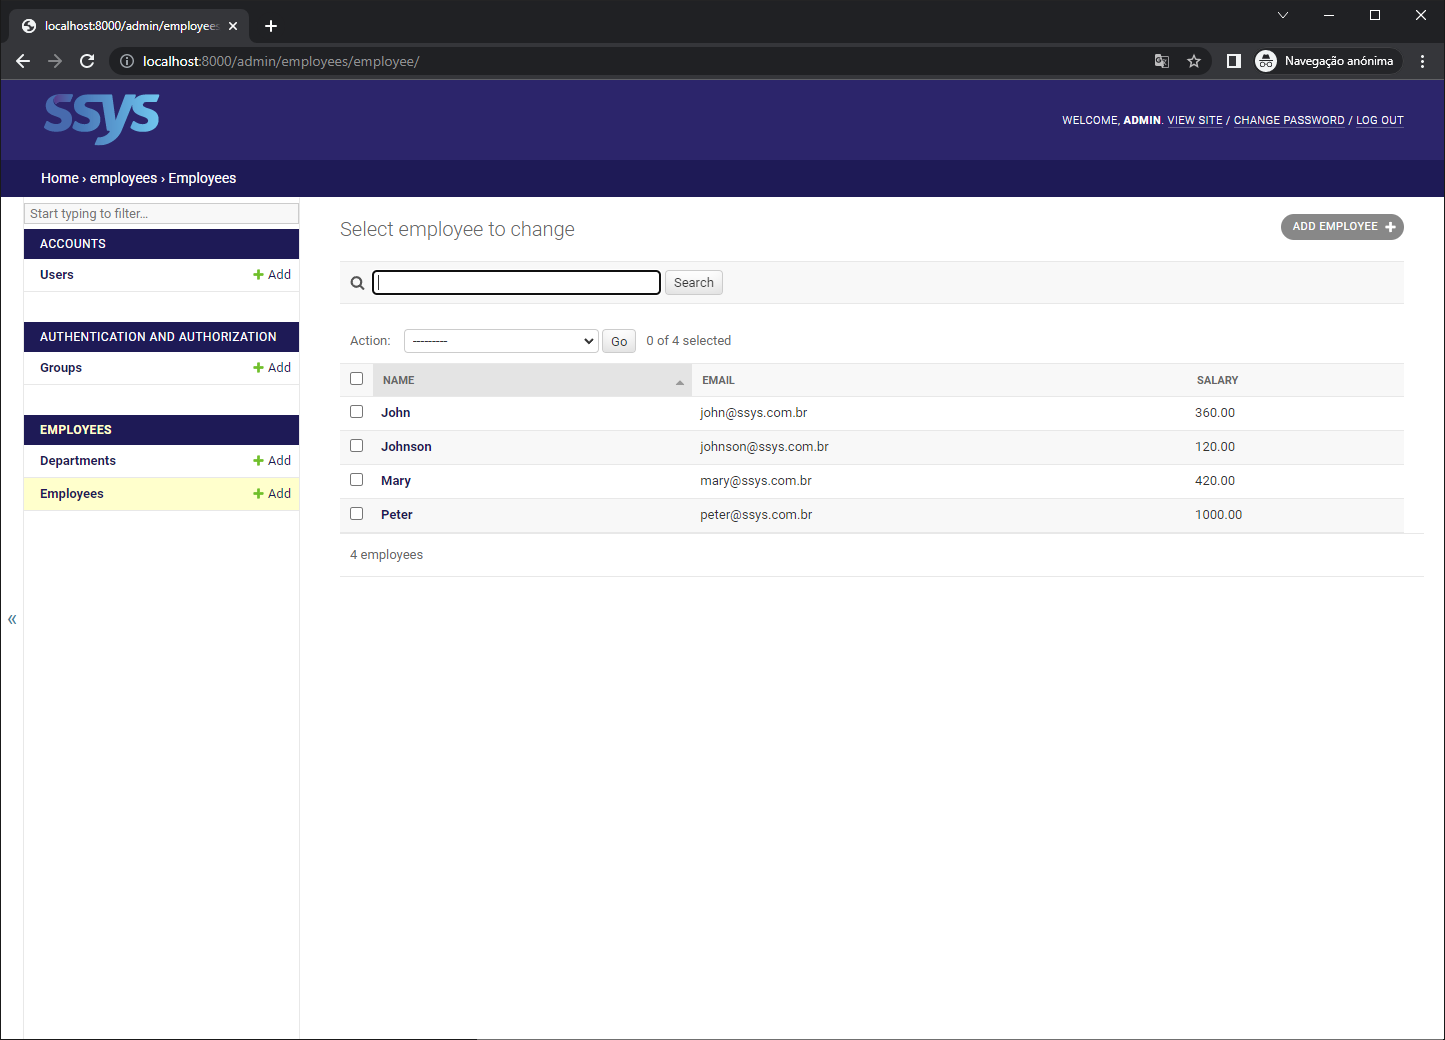 localhost:8000/admin/employees
localhost:8000/admin/employees/employee/
Navegação anónima
ssys
WELCOME, ADMIN. VIEW SITE / CHANGE PASSWORD / LOG OUT
Home › employees › Employees
Start typing to filter...
ACCOUNTS
Users
Add
AUTHENTICATION AND AUTHORIZATION
Groups
Add
EMPLOYEES
Departments
Add
Employees
Add
Select employee to change
ADD EMPLOYEE
Search
Action: --------- Go 0 of 4 selected
NAME EMAIL SALARY
John john@ssys.com.br 360.00
Johnson johnson@ssys.com.br 120.00
Mary mary@ssys.com.br 420.00
Peter peter@ssys.com.br 1000.00
4 employees
«